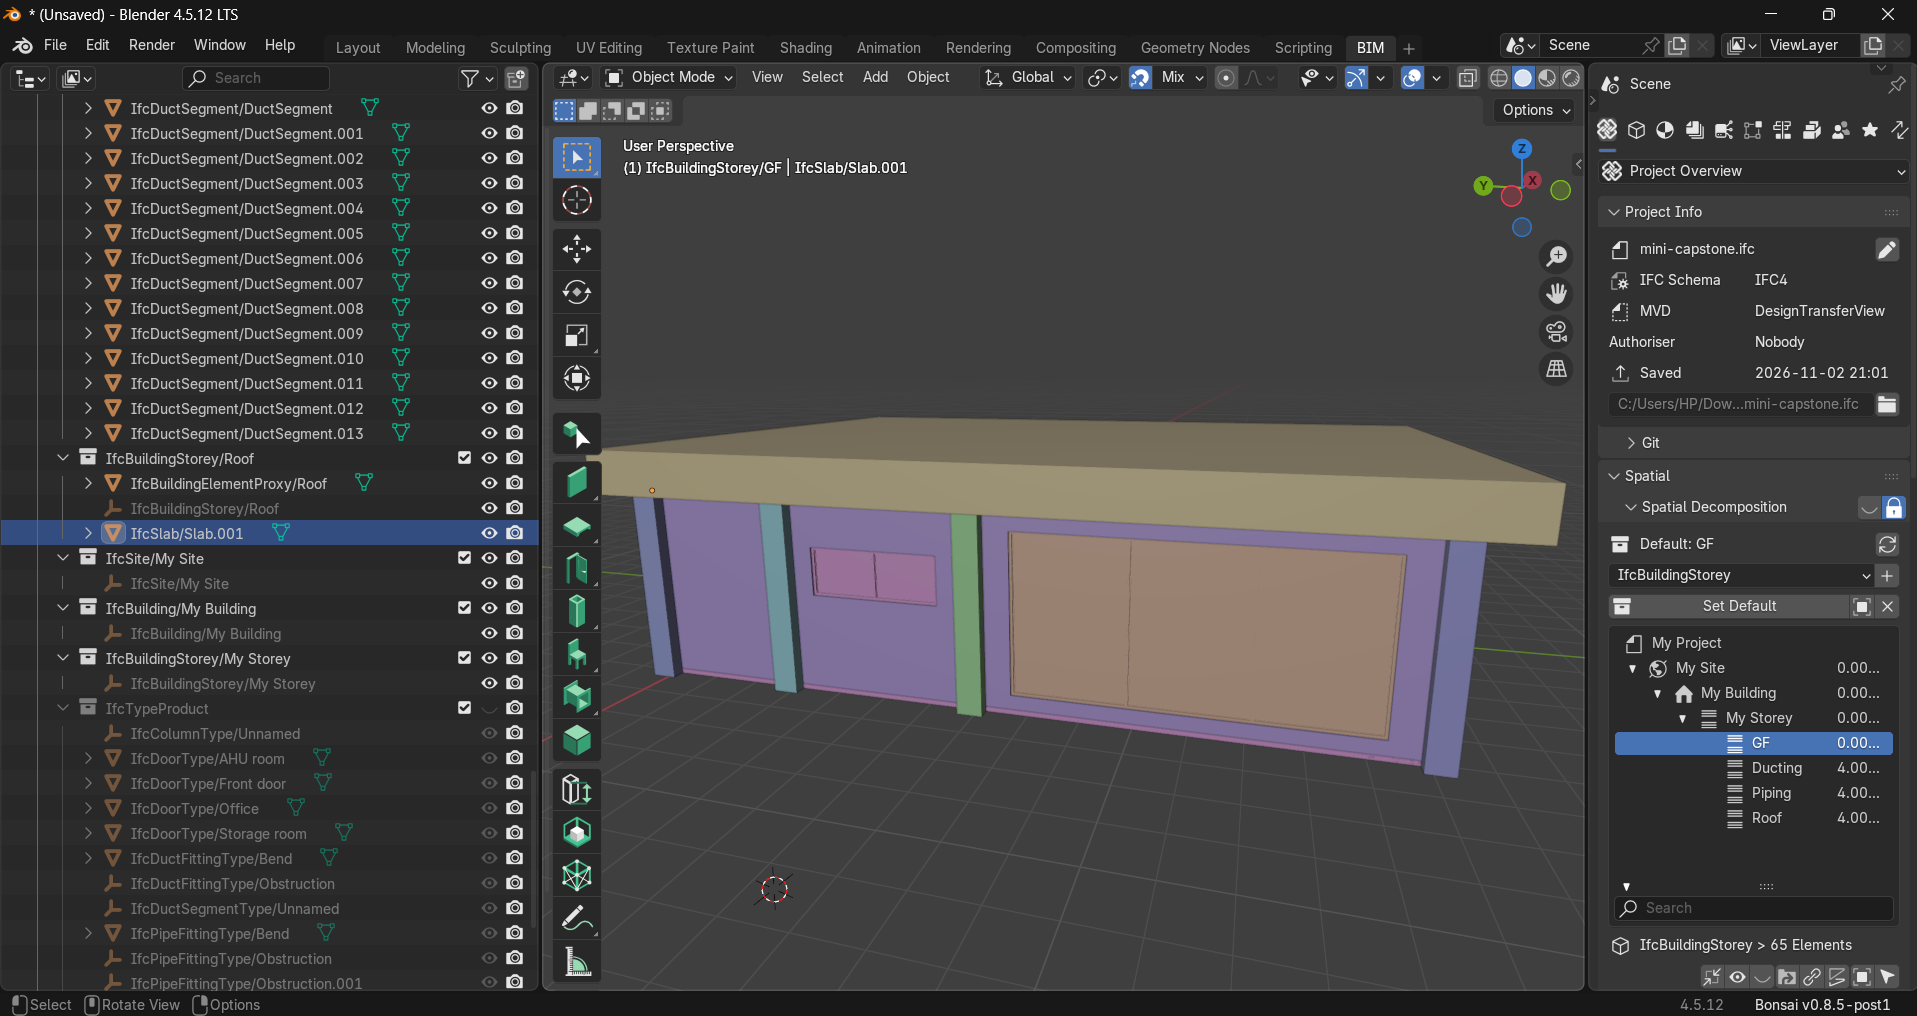 * (Unsaved) - Blender 4.5.12 LTS
File Edit Render Window Help Layout Modeling Sculpting UV Editing Texture Paint Shading Animation Rendering Compositing Geometry Nodes Scripting BIM + Scene ViewLayer
Search
Object Mode View Select Add Object Global Mix
Options
IfcDuctSegment/DuctSegment
IfcDuctSegment/DuctSegment.001
IfcDuctSegment/DuctSegment.002
IfcDuctSegment/DuctSegment.003
IfcDuctSegment/DuctSegment.004
IfcDuctSegment/DuctSegment.005
IfcDuctSegment/DuctSegment.006
IfcDuctSegment/DuctSegment.007
IfcDuctSegment/DuctSegment.008
IfcDuctSegment/DuctSegment.009
IfcDuctSegment/DuctSegment.010
IfcDuctSegment/DuctSegment.011
IfcDuctSegment/DuctSegment.012
IfcDuctSegment/DuctSegment.013
IfcBuildingStorey/Roof
IfcBuildingElementProxy/Roof
IfcBuildingStorey/Roof
IfcSlab/Slab.001
IfcSite/My Site
IfcSite/My Site
IfcBuilding/My Building
IfcBuilding/My Building
IfcBuildingStorey/My Storey
IfcBuildingStorey/My Storey
IfcTypeProduct
IfcColumnType/Unnamed
IfcDoorType/AHU room
IfcDoorType/Front door
IfcDoorType/Office
IfcDoorType/Storage room
IfcDuctFittingType/Bend
IfcDuctFittingType/Obstruction
IfcDuctSegmentType/Unnamed
IfcPipeFittingType/Bend
IfcPipeFittingType/Obstruction
IfcPipeFittingType/Obstruction.001
User Perspective
(1) IfcBuildingStorey/GF | IfcSlab/Slab.001
Z
Y X
Scene
Project Overview
Project Info
mini-capstone.ifc
IFC Schema IFC4
MVD DesignTransferView
Authoriser Nobody
Saved 2026-11-02 21:01
C:/Users/HP/Dow...mini-capstone.ifc
Git
Spatial
Spatial Decomposition
Default: GF
IfcBuildingStorey
Set Default
My Project
My Site 0.00...
My Building 0.00...
My Storey 0.00...
GF 0.00...
Ducting 4.00...
Piping 4.00...
Roof 4.00...
Search
IfcBuildingStorey > 65 Elements
Select Rotate View Options
4.5.12 Bonsai v0.8.5-post1